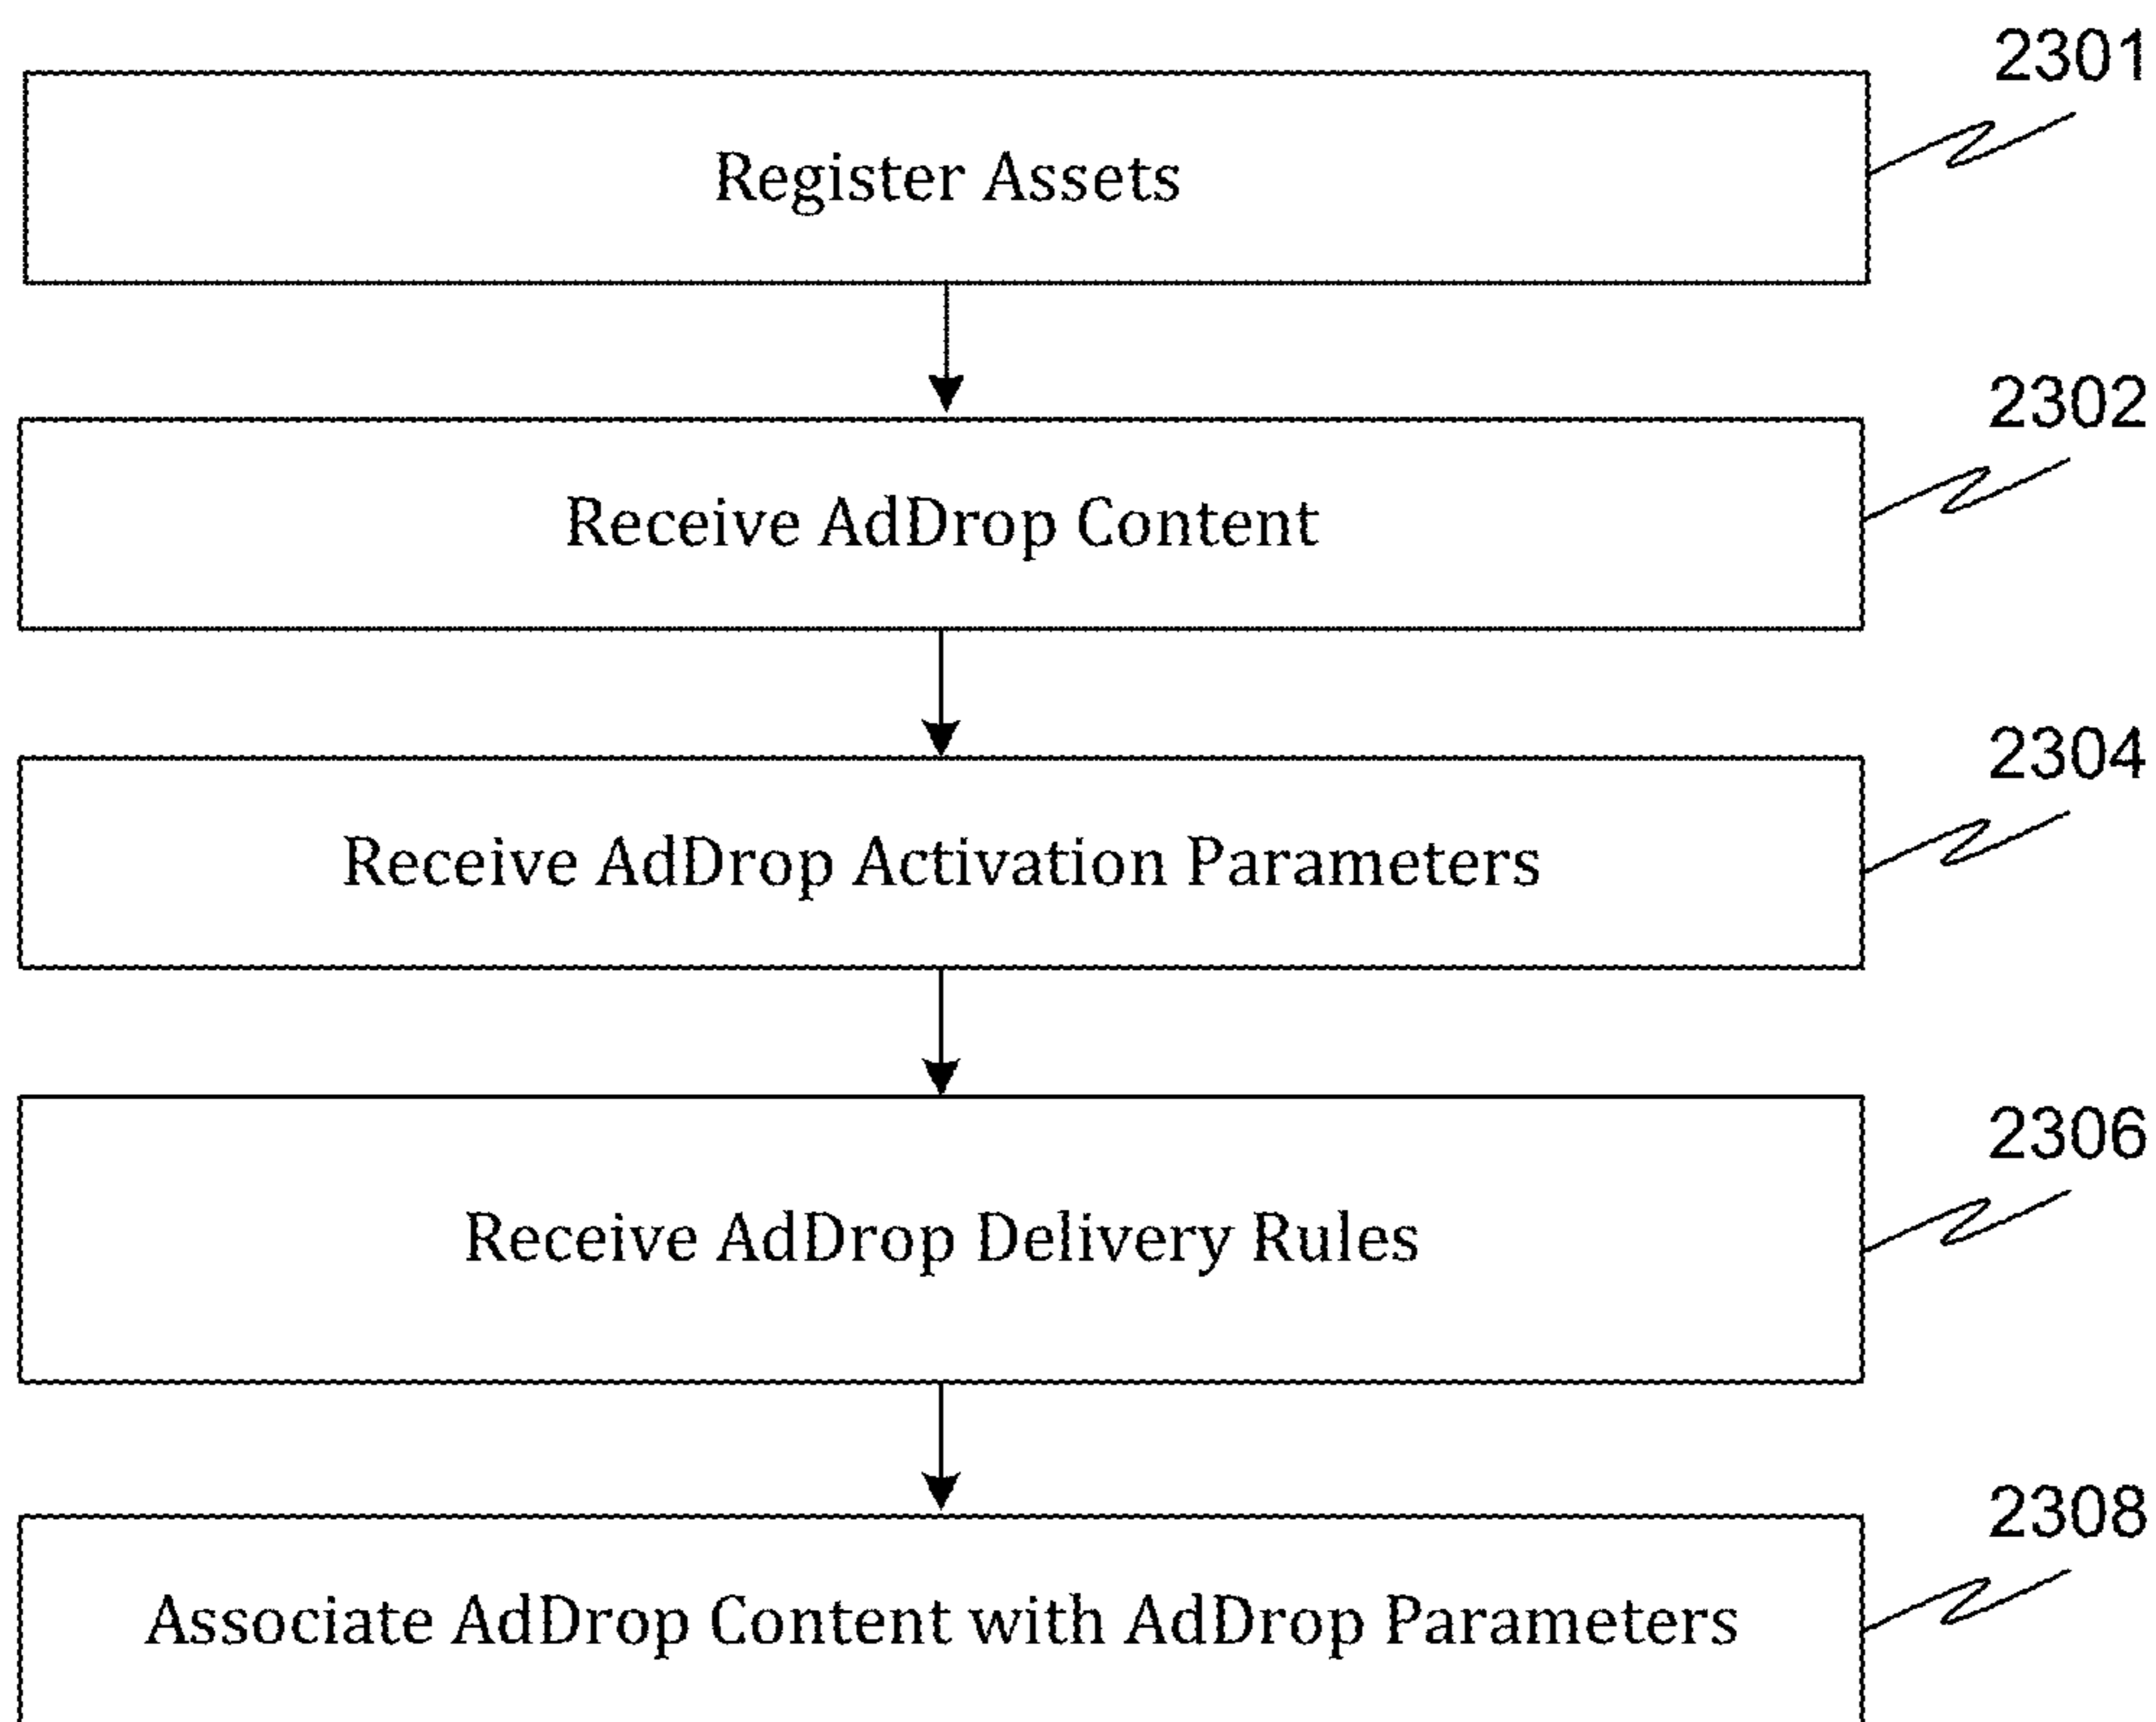 2301
Register Assets
2302
Receive AdDrop Content
2304
Receive AdDrop Activation Parameters
2306
Receive AdDrop Delivery Rules
2308
Associate AdDrop Content with AdDrop Parameters